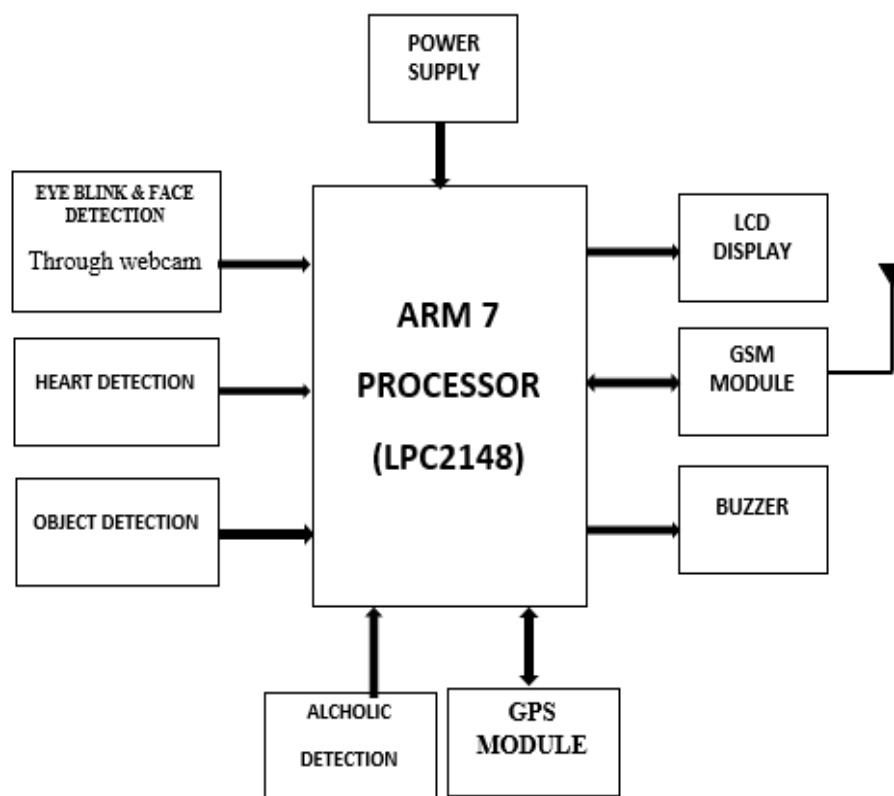 POWER
SUPPLY
EYE BLINK & FACE
DETECTION
Through webcam
HEART DETECTION
OBJECT DETECTION
ARM 7
PROCESSOR
(LPC2148)
LCD
DISPLAY
GSM
MODULE
BUZZER
ALCHOLIC
DETECTION
GPS
MODULE